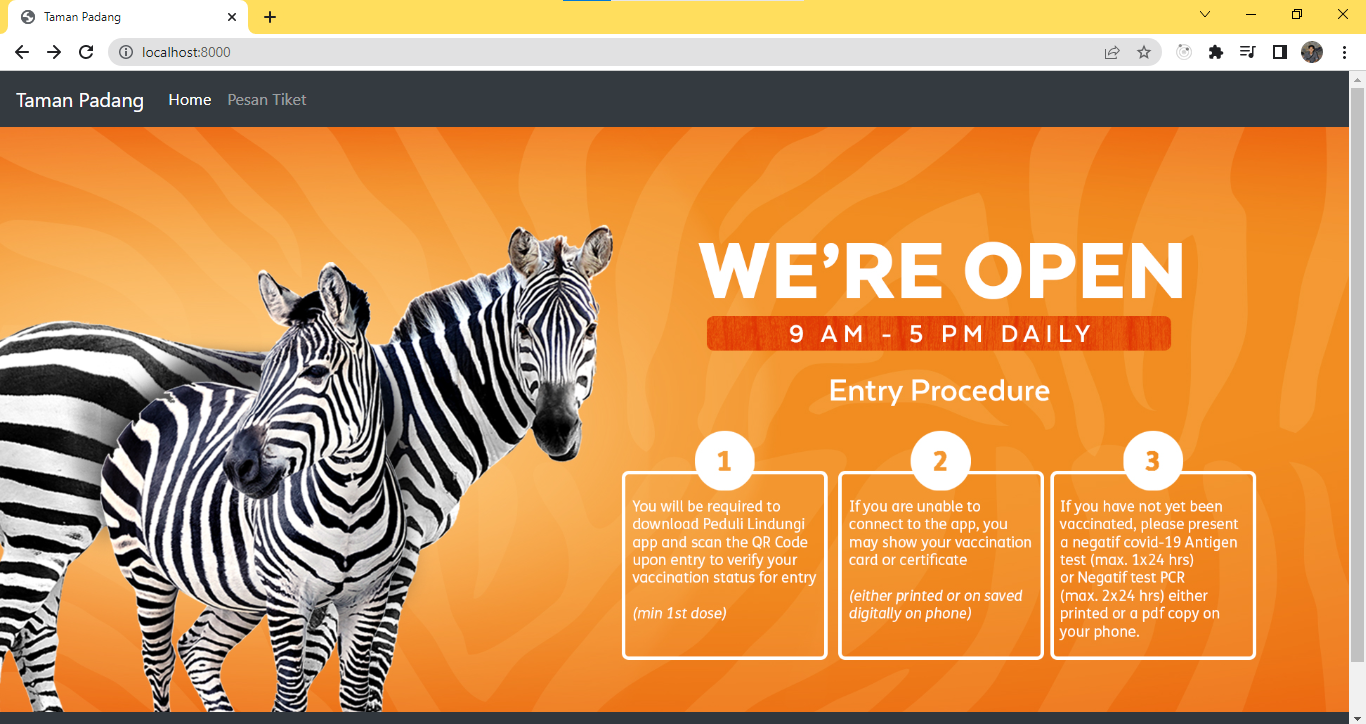 Taman Padang
localhost:8000
Taman Padang Home Pesan Tiket
WE'RE OPEN
9 AM - 5 PM DAILY
Entry Procedure
1
You will be required to
download Peduli Lindungi
app and scan the QR Code
upon entry to verify your
vaccination status for entry
(min 1st dose)
2
If you are unable to
connect to the app, you
may show your vaccination
card or certificate
(either printed or on saved
digitally on phone)
3
If you have not yet been
vaccinated, please present
a negatif covid-19 Antigen
test (max. 1x24 hrs)
or Negatif test PCR
(max. 2x24 hrs) either
printed or a pdf copy on
your phone.